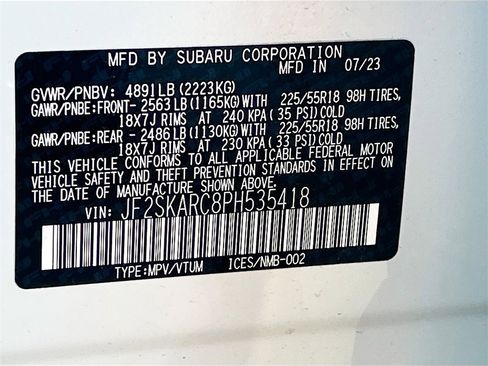 MFD BY SUBARU CORPORATION
MFD IN 07/23
GVWR/PNBV: 4891LB (2223KG)
GAWR/PNBE:FRONT- 2563LB (1165KG)WITH 225/55R18 98H TIRES,
18X7J RIMS AT 240 KPA ( 35 PSI)COLD
GAWR/PNBE:REAR - 2486LB (1130KG)WITH 225/55R18 98H TIRES,
18X7J RIMS AT 230 KPA ( 33 PSI)COLD
THIS VEHICLE CONFORMS TO ALL APPLICABLE FEDERAL MOTOR
VEHICLE SAFETY AND THEFT PREVENTION STANDARDS IN EFFECT ON
THE DATE OF MANUFACTURE SHOWN ABOVE.
VIN: JF2SKARC8PH535418
TYPE:MPV/VTUM ICES/NMB-002